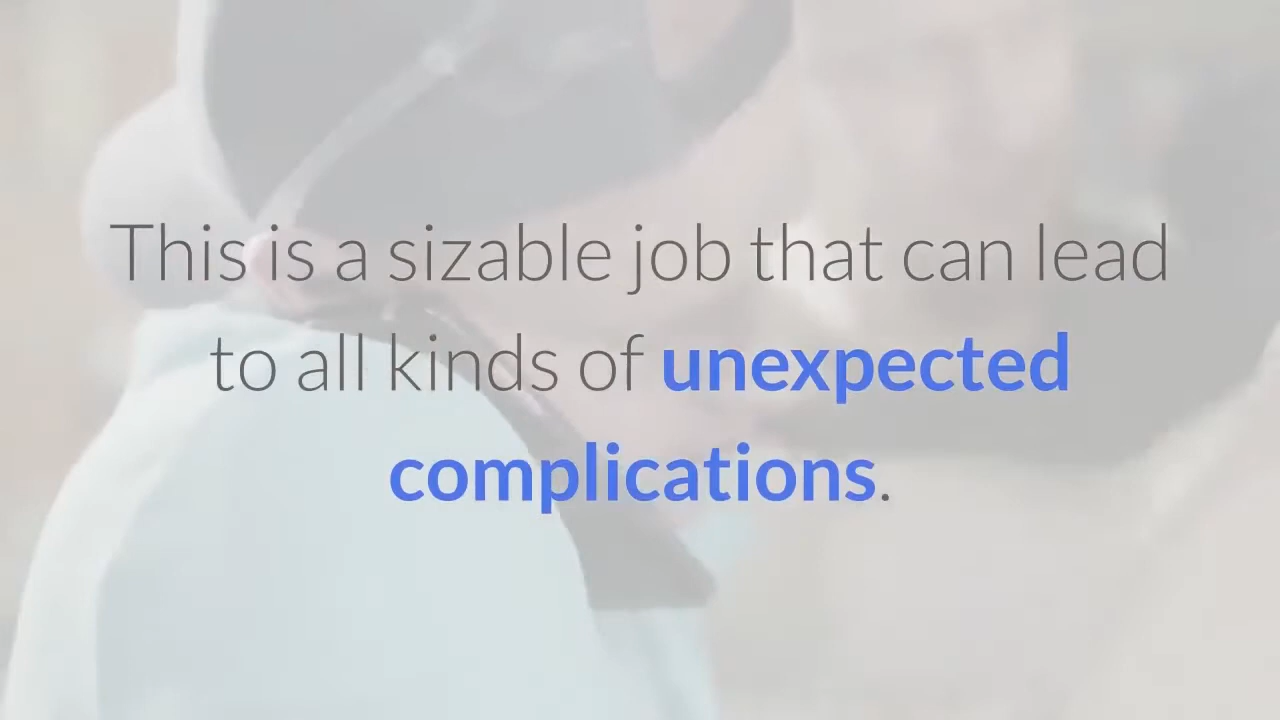 This is a sizable job that can lead
to all kinds of unexpected
complications.